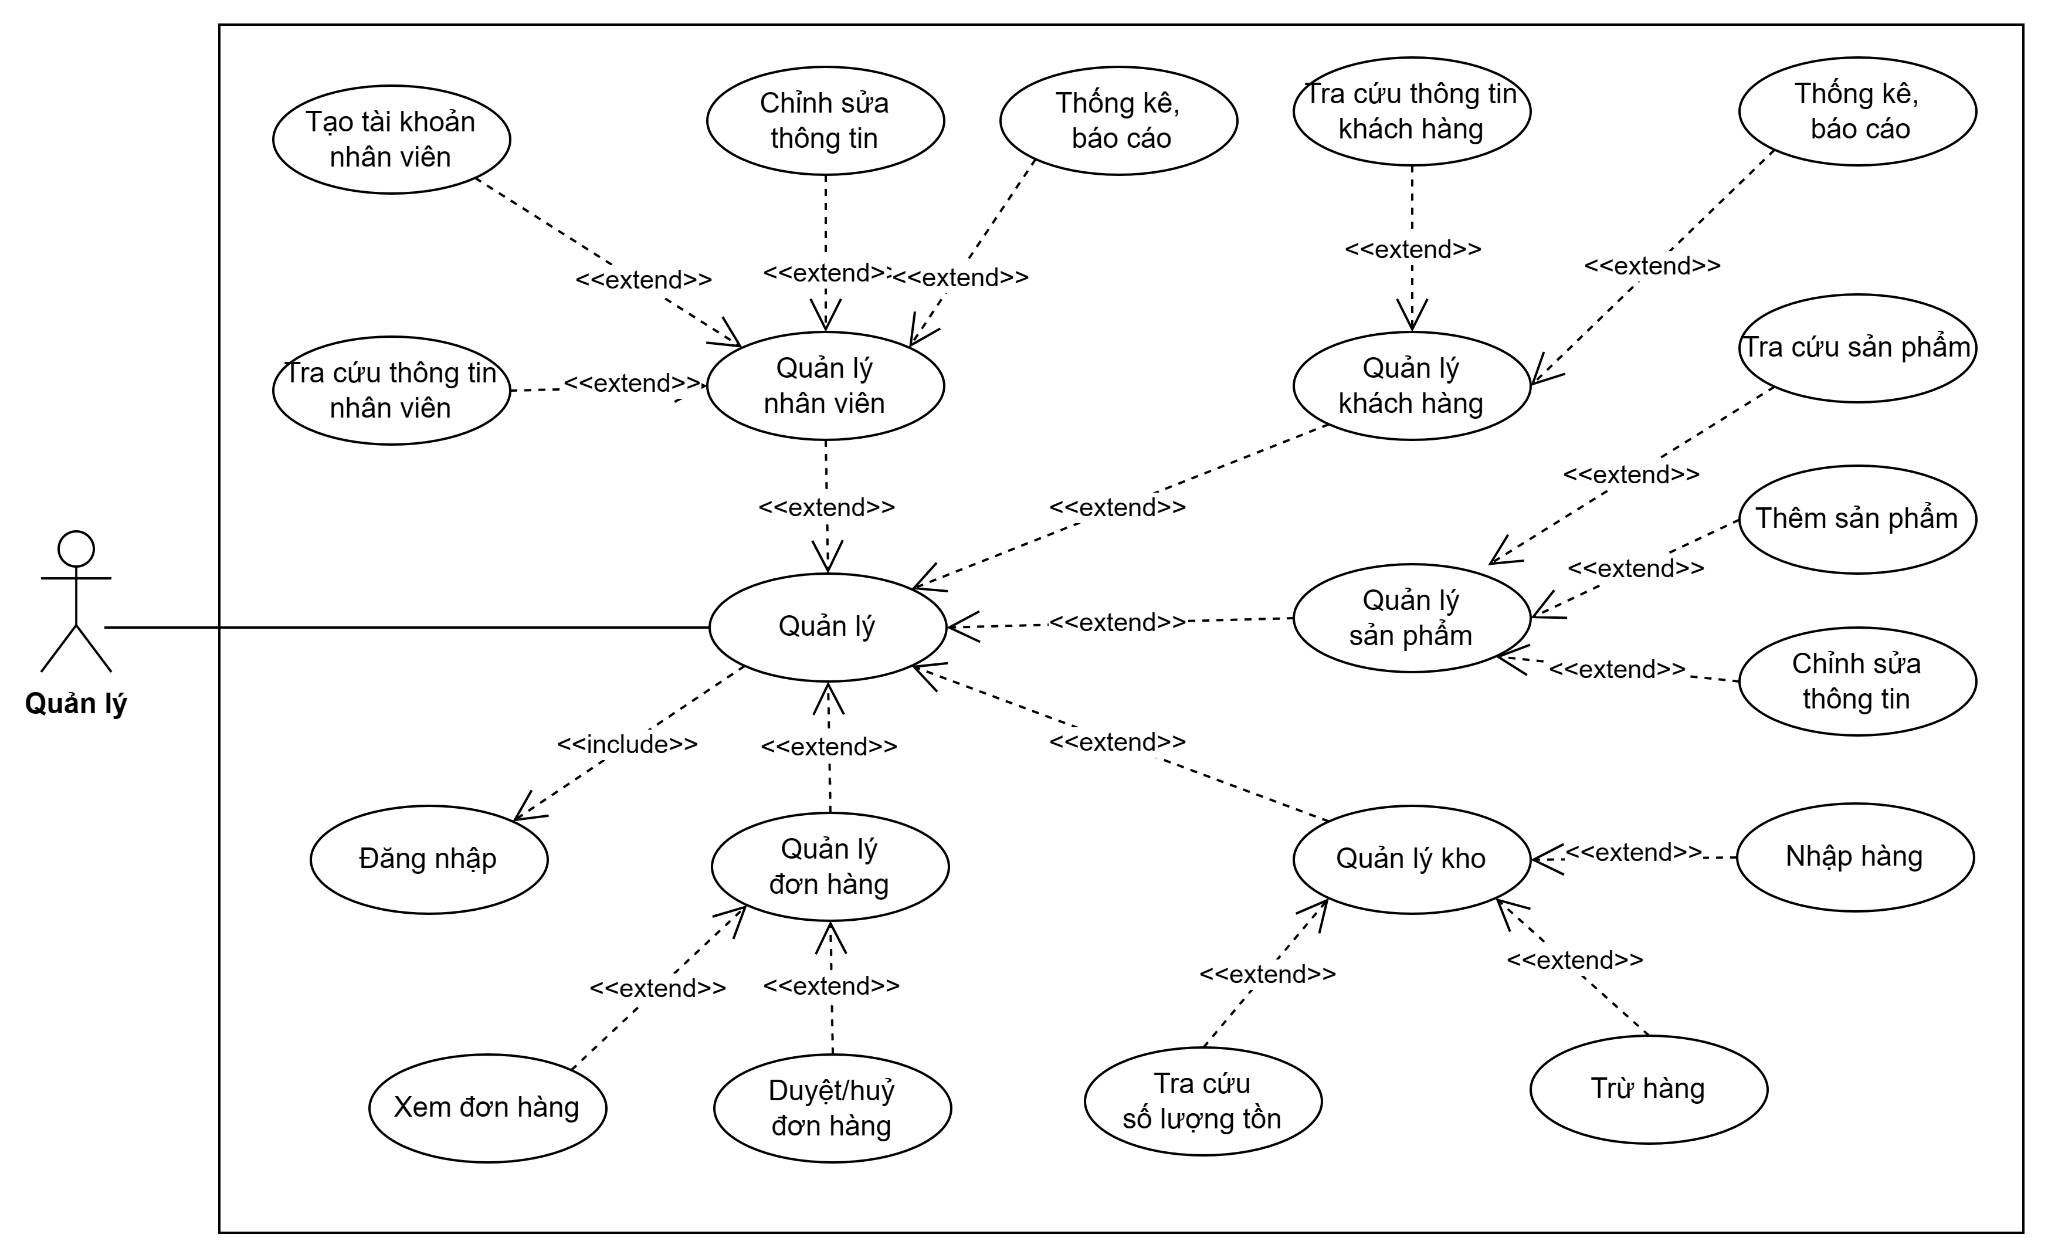 Tạo tài khoản
nhân viên
Chỉnh sửa
thông tin
Thống kê,
báo cáo
Tra cứu thông tin
khách hàng
Thống kê,
báo cáo
<<extend>>
<<extend>>
<<extend>>
<<extend>>
<<extend>>
Tra cứu thông tin
nhân viên
<<extend>>
Quản lý
nhân viên
Quản lý
khách hàng
Tra cứu sản phẩm
<<extend>>
<<extend>>
<<extend>>
Thêm sản phẩm
<<extend>>
Quản lý
Quản lý
<<extend>>
Quản lý
sản phẩm
<<extend>>
Chỉnh sửa
thông tin
<<include>>
<<extend>>
<<extend>>
Đăng nhập
Quản lý
đơn hàng
Quản lý kho
<<extend>>
Nhập hàng
<<extend>>
<<extend>>
<<extend>>
<<extend>>
Xem đơn hàng
Duyệt/huỷ
đơn hàng
Tra cứu
số lượng tồn
Trừ hàng